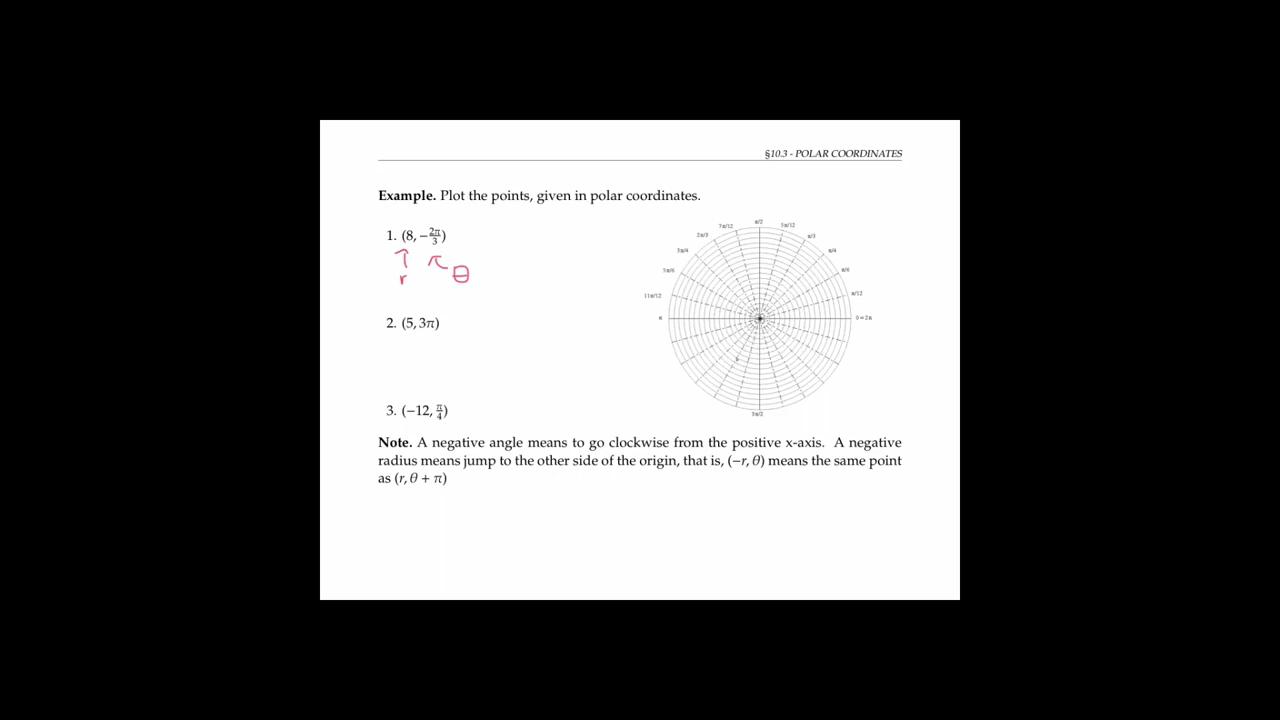 §10.3 - POLAR COORDINATES
Example. Plot the points, given in polar coordinates.
1. (8, −2π/3)
r θ
2. (5, 3π)
3. (−12, π/4)
π/2
7π/12 5π/12
2π/3 π/3
3π/4 π/4
5π/6 π/6
11π/12 π/12
π 0=2π
3π/2
Note. A negative angle means to go clockwise from the positive x-axis. A negative
radius means jump to the other side of the origin, that is, (−r, θ) means the same point
as (r, θ + π)